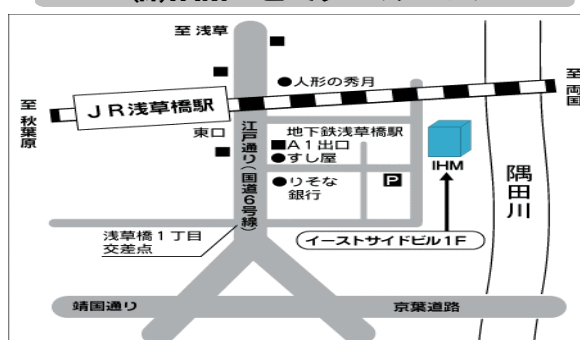 至 浅草
人形の秀月
至 両国
JR浅草橋駅
至 秋葉原
東口
江戸通り(国道6号線)
地下鉄浅草橋駅
A1出口
すし屋
りそな
銀行
P
IHM
隅田川
浅草橋1丁目
交差点
イーストサイドビル1F
靖国通り
京葉道路